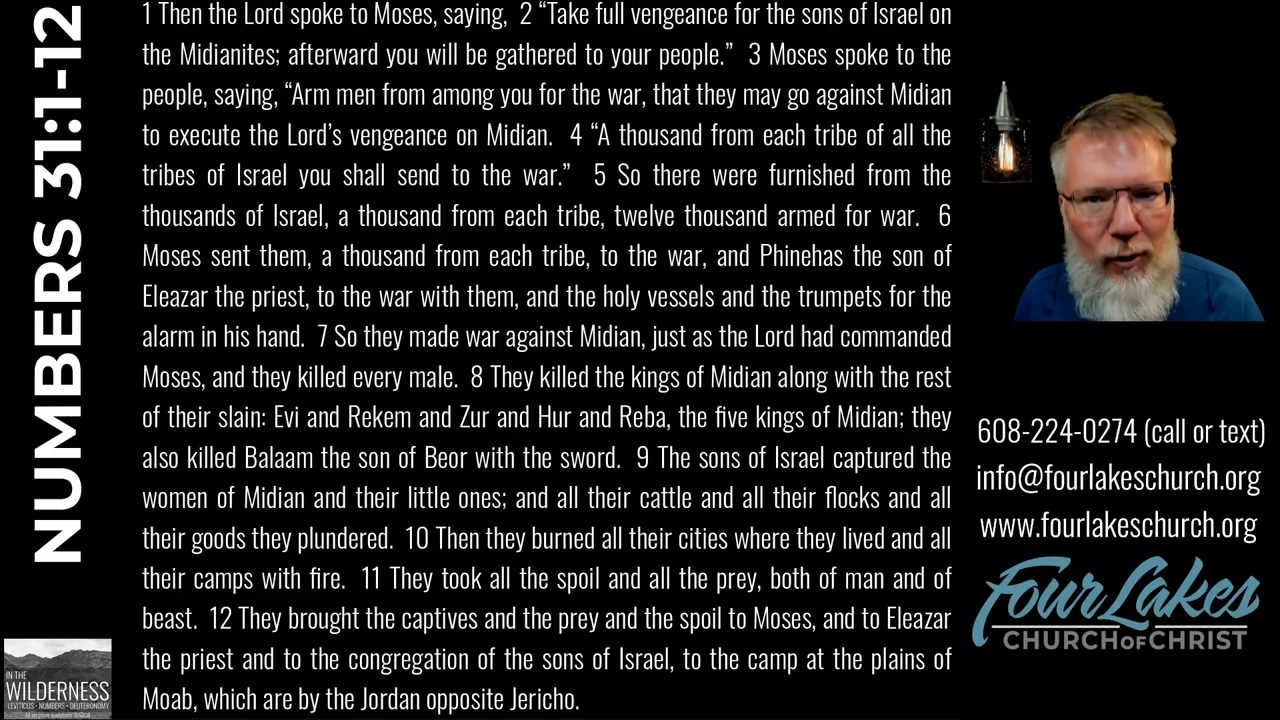 NUMBERS 31:1-12
1 Then the Lord spoke to Moses, saying, 2 “Take full vengeance for the sons of Israel on
the Midianites; afterward you will be gathered to your people.” 3 Moses spoke to the
people, saying, “Arm men from among you for the war, that they may go against Midian
to execute the Lord’s vengeance on Midian. 4 “A thousand from each tribe of all the
tribes of Israel you shall send to the war.” 5 So there were furnished from the
thousands of Israel, a thousand from each tribe, twelve thousand armed for war. 6
Moses sent them, a thousand from each tribe, to the war, and Phinehas the son of
Eleazar the priest, to the war with them, and the holy vessels and the trumpets for the
alarm in his hand. 7 So they made war against Midian, just as the Lord had commanded
Moses, and they killed every male. 8 They killed the kings of Midian along with the rest
of their slain: Evi and Rekem and Zur and Hur and Reba, the five kings of Midian; they
also killed Balaam the son of Beor with the sword. 9 The sons of Israel captured the
women of Midian and their little ones; and all their cattle and all their flocks and all
their goods they plundered. 10 Then they burned all their cities where they lived and all
their camps with fire. 11 They took all the spoil and all the prey, both of man and of
beast. 12 They brought the captives and the prey and the spoil to Moses, and to Eleazar
the priest and to the congregation of the sons of Israel, to the camp at the plains of
Moab, which are by the Jordan opposite Jericho.
608-224-0274 (call or text)
info@fourlakeschurch.org
www.fourlakeschurch.org
Four Lakes
CHURCH OF CHRIST
IN THE
WILDERNESS
LEVITICUS • NUMBERS • DEUTERONOMY